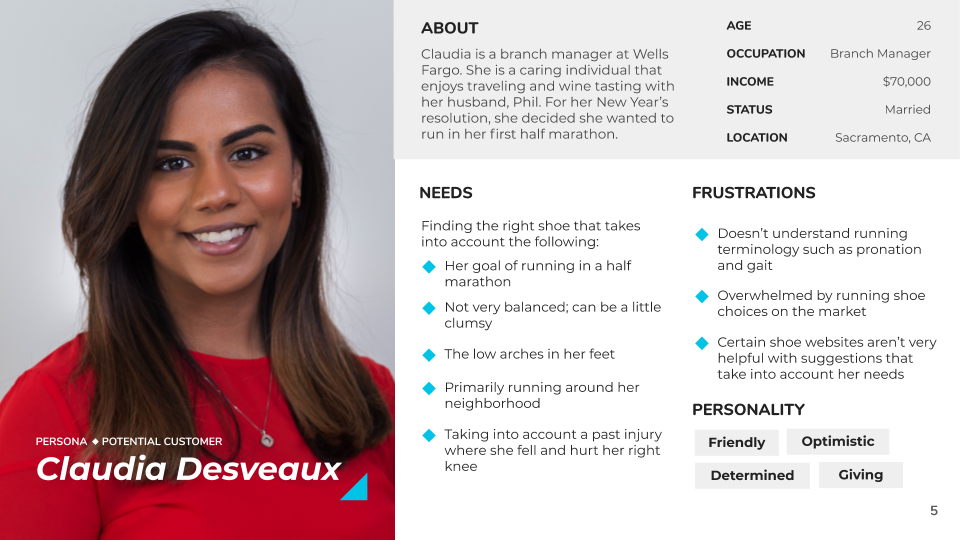 PERSONA ◆ POTENTIAL CUSTOMER
Claudia Desveaux
ABOUT
Claudia is a branch manager at Wells
Fargo. She is a caring individual that
enjoys traveling and wine tasting with
her husband, Phil. For her New Year’s
resolution, she decided she wanted to
run in her first half marathon.
AGE 26
OCCUPATION Branch Manager
INCOME $70,000
STATUS Married
LOCATION Sacramento, CA
NEEDS
Finding the right shoe that takes
into account the following:
Her goal of running in a half
marathon
Not very balanced; can be a little
clumsy
The low arches in her feet
Primarily running around her
neighborhood
Taking into account a past injury
where she fell and hurt her right
knee
FRUSTRATIONS
Doesn’t understand running
terminology such as pronation
and gait
Overwhelmed by running shoe
choices on the market
Certain shoe websites aren’t very
helpful with suggestions that
take into account her needs
PERSONALITY
Friendly Optimistic
Determined Giving
5